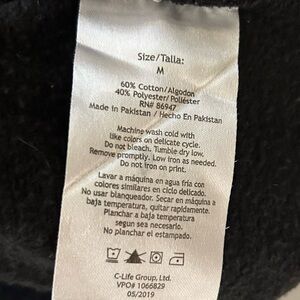 Size/Talla:
M
60% Cotton/Algodon
40% Polyester/Poliéster
RN# 86947
Made in Pakistan / Hecho En Pakistan
Machine wash cold with
like colors on delicate cycle.
Do not bleach. Tumble dry low.
Remove promptly. Low iron as needed.
Do not iron on print.
Lavar a máquina en agua fría con
colores similares en ciclo delicado.
No usar blanqueador. Secar en máquina a
baja temperatura, quitar rapidamente.
Planchar a baja temperatura
segun sea necesario.
No planchar el estampado.
C-Life Group, Ltd.
VPO# 1066829
05/2019